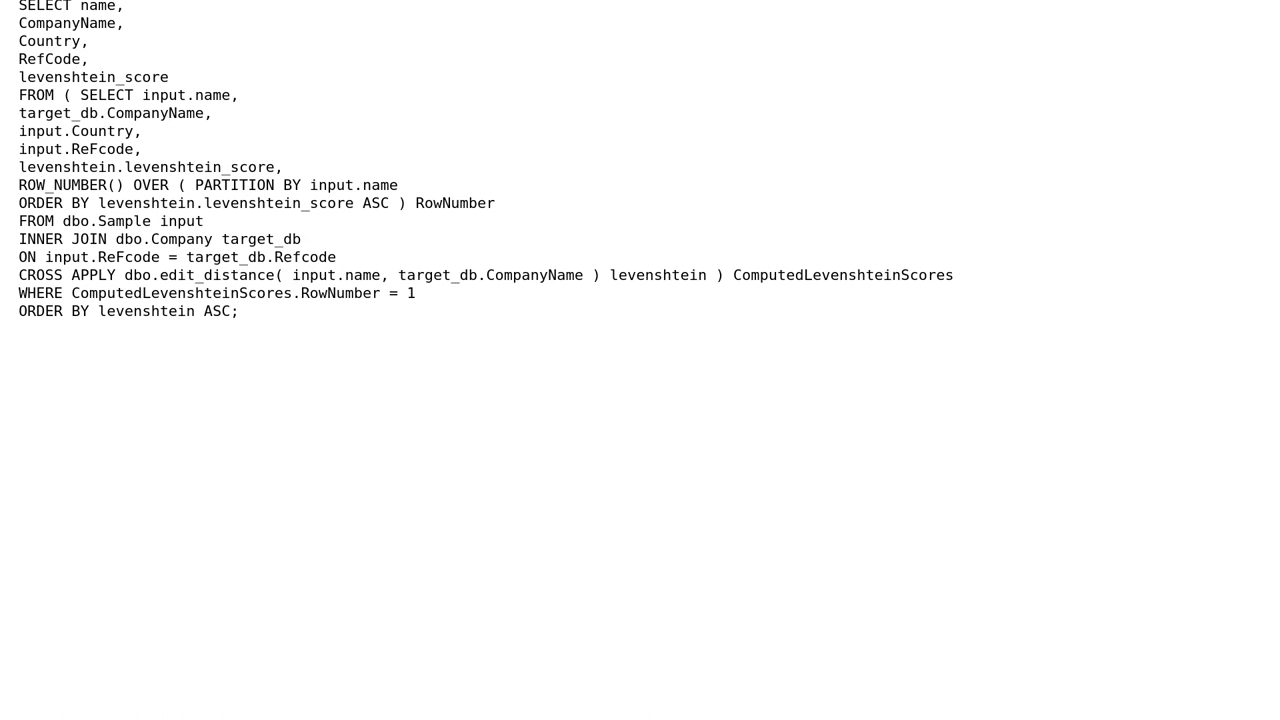 SELECT name,
CompanyName,
Country,
RefCode,
levenshtein_score
FROM ( SELECT input.name,
target_db.CompanyName,
input.Country,
input.ReFcode,
levenshtein.levenshtein_score,
ROW_NUMBER() OVER ( PARTITION BY input.name
ORDER BY levenshtein.levenshtein_score ASC ) RowNumber
FROM dbo.Sample input
INNER JOIN dbo.Company target_db
ON input.ReFcode = target_db.Refcode
CROSS APPLY dbo.edit_distance( input.name, target_db.CompanyName ) levenshtein ) ComputedLevenshteinScores
WHERE ComputedLevenshteinScores.RowNumber = 1
ORDER BY levenshtein ASC;